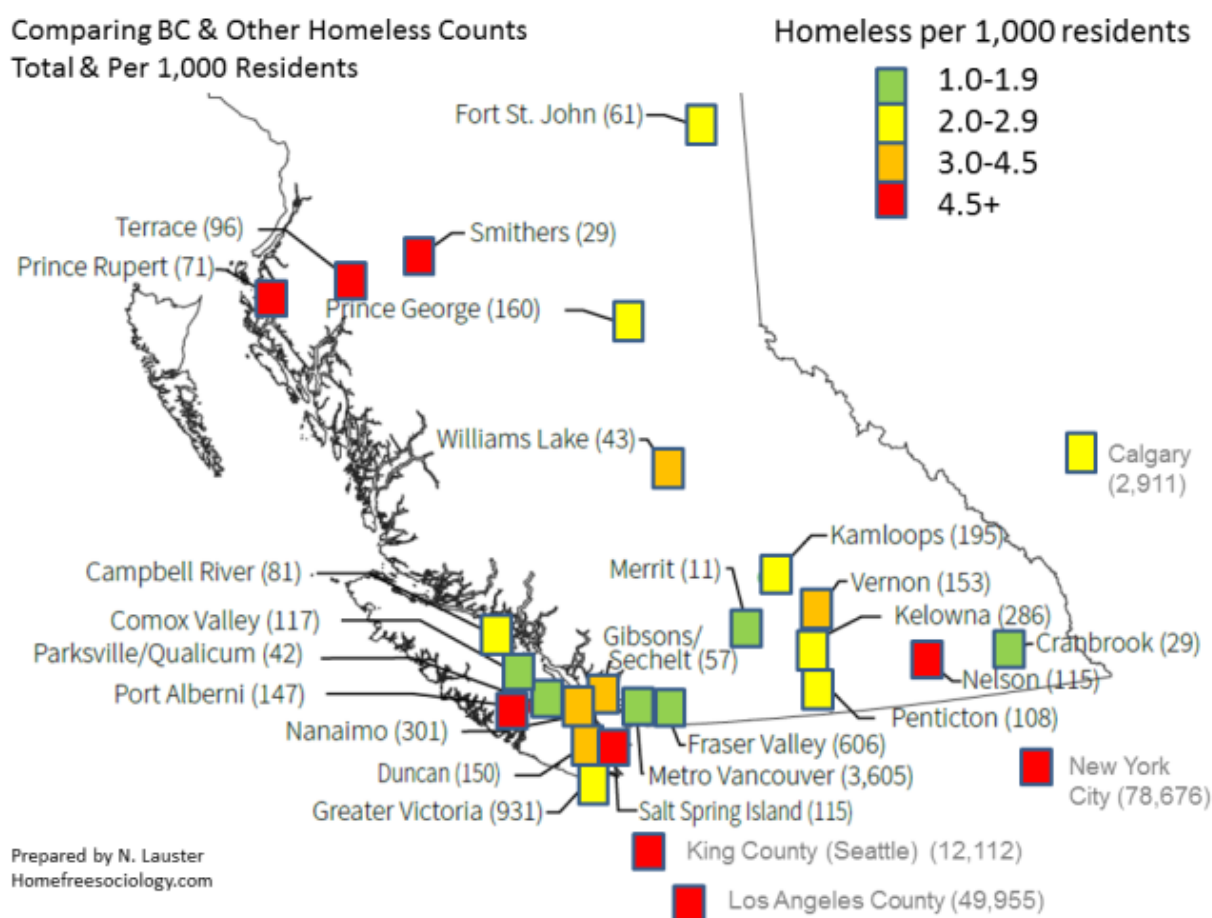 Comparing BC & Other Homeless Counts
Total & Per 1,000 Residents
Homeless per 1,000 residents
1.0-1.9
2.0-2.9
3.0-4.5
4.5+
Fort St. John (61)
Terrace (96)
Smithers (29)
Prince Rupert (71)
Prince George (160)
Williams Lake (43)
Calgary
(2,911)
Kamloops (195)
Campbell River (81)
Merrit (11)
Vernon (153)
Comox Valley (117)
Kelowna (286)
Gibsons/
Sechelt (57)
Cranbrook (29)
Parksville/Qualicum (42)
Nelson (115)
Port Alberni (147)
Penticton (108)
Nanaimo (301)
Fraser Valley (606)
Duncan (150)
Metro Vancouver (3,605)
New York
City (78,676)
Greater Victoria (931)
Salt Spring Island (115)
King County (Seattle) (12,112)
Prepared by N. Lauster
Homefreesociology.com
Los Angeles County (49,955)